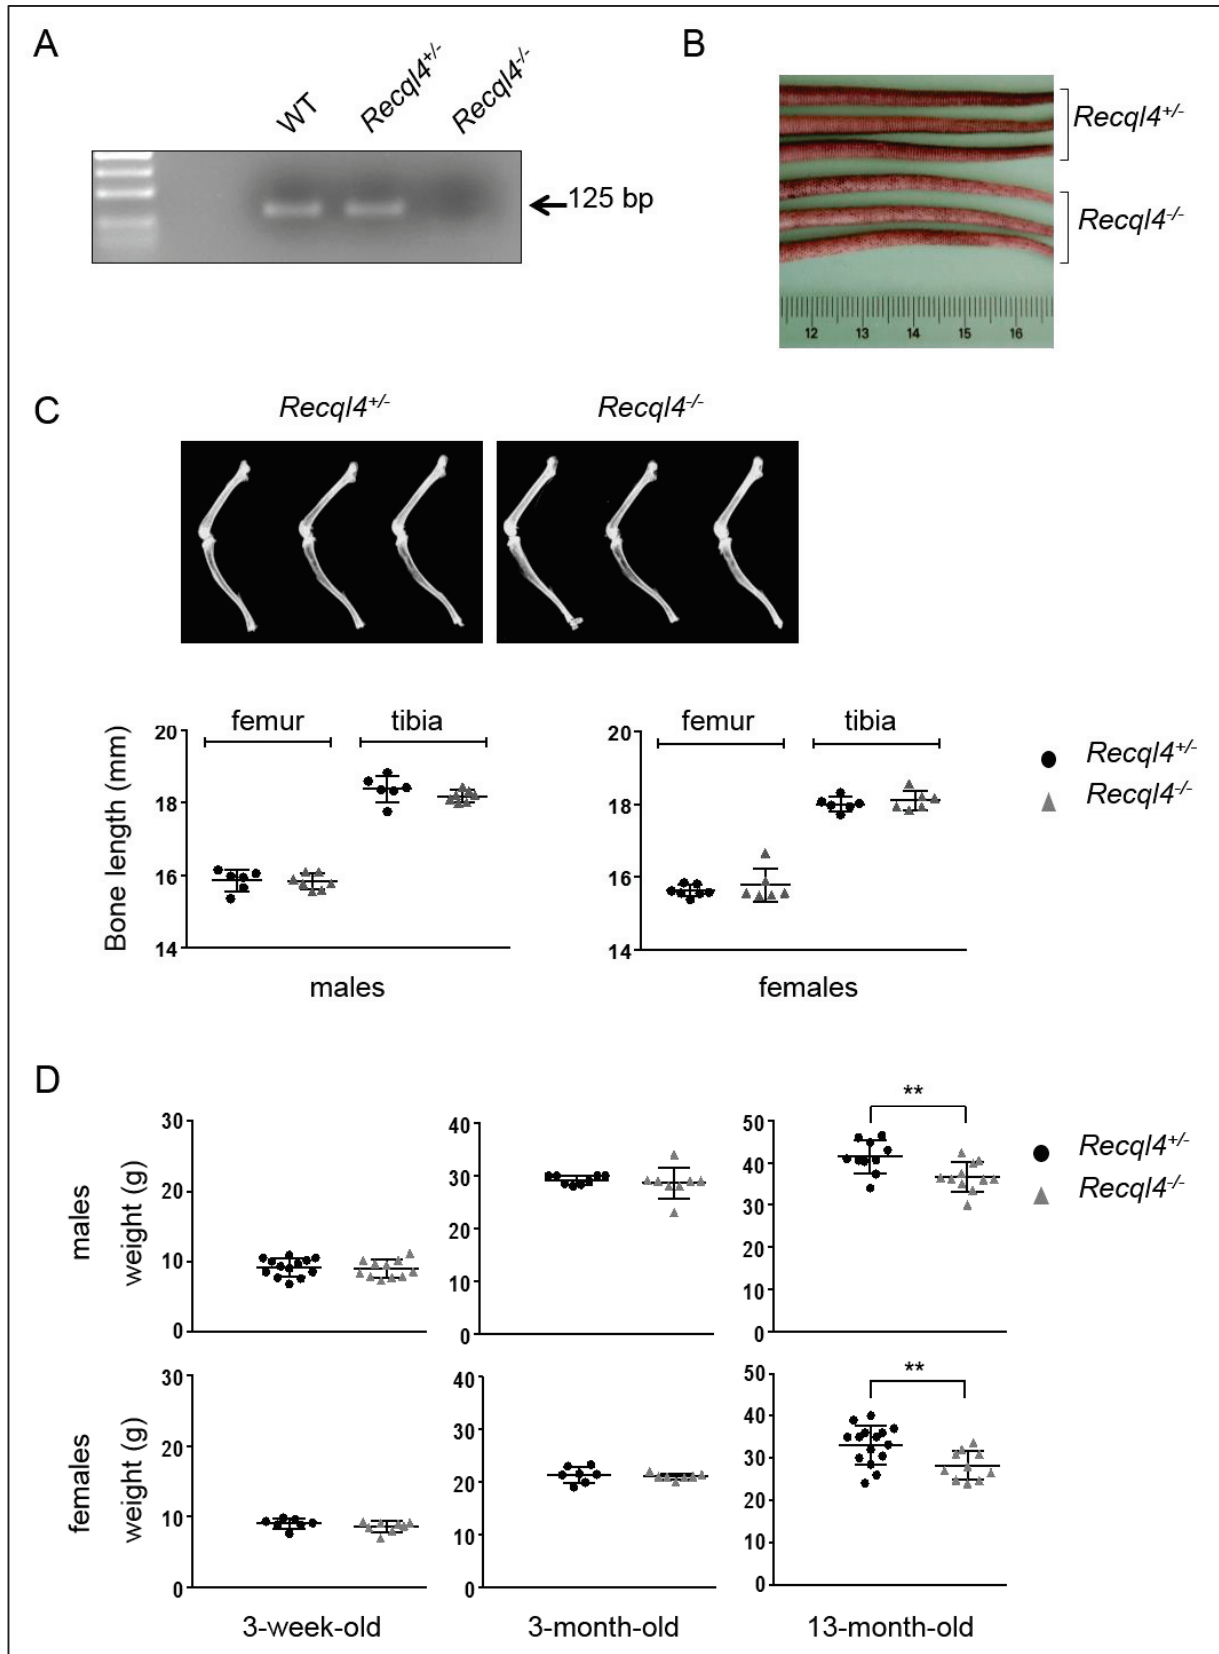 A
WT
Recql4+/-
Recql4-/-
125 bp
B
Recql4+/-
Recql4-/-
12 13 14 15 16
C
Recql4+/- Recql4-/-
Bone length (mm)
20
18
16
14
femur tibia
males
20
18
16
14
femur tibia
females
Recql4+/-
Recql4-/-
D
males
weight (g)
30
20
10
0
40
30
20
10
0
50
40
30
20
10
0
**
Recql4+/-
Recql4-/-
females
weight (g)
30
20
10
0
40
30
20
10
0
50
40
30
20
10
0
**
3-week-old 3-month-old 13-month-old